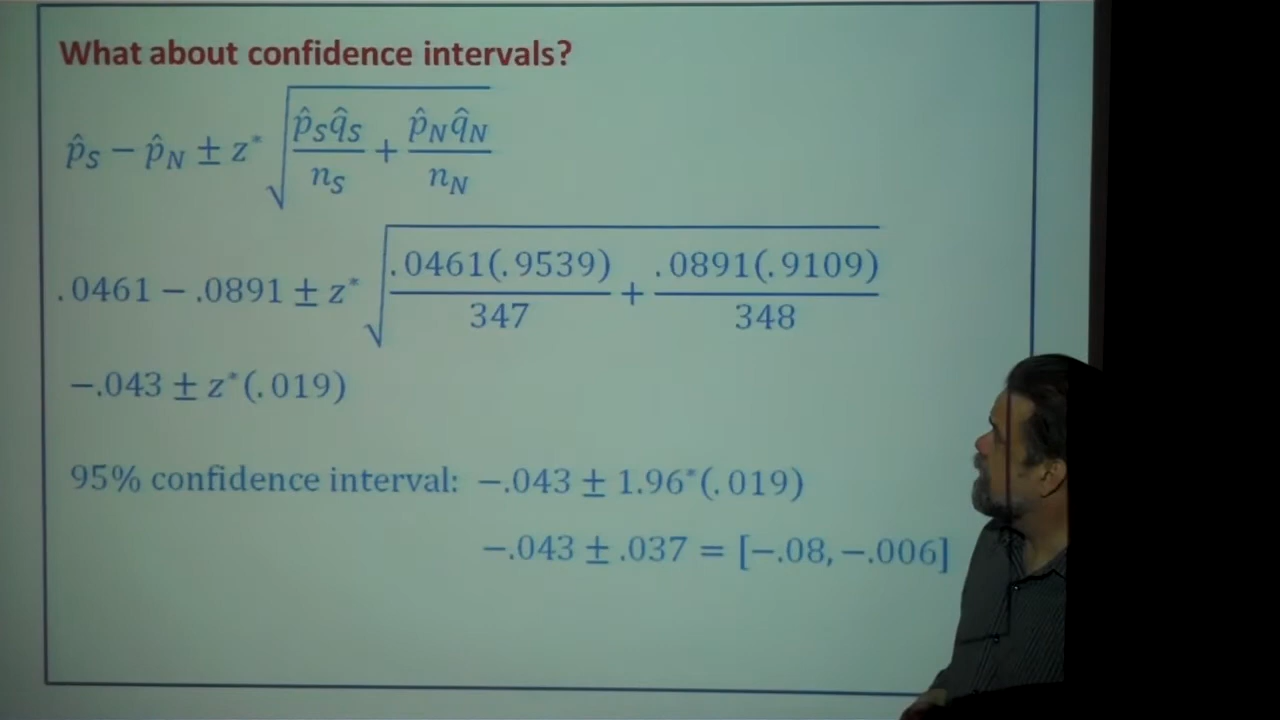 What about confidence intervals?
p̂_S − p̂_N ± z* √(p̂_S q̂_S / n_S + p̂_N q̂_N / n_N)
.0461 − .0891 ± z* √(.0461(.9539) / 347 + .0891(.9109) / 348)
−.043 ± z*(.019)
95% confidence interval: −.043 ± 1.96*(.019)
−.043 ± .037 = [−.08, −.006]